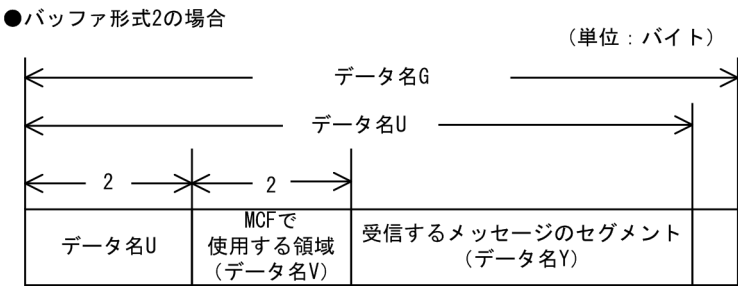 ●バッファ形式2の場合
(単位：バイト)
データ名G
データ名U
2
2
データ名U
MCFで
使用する領域
(データ名V)
受信するメッセージのセグメント
(データ名Y)